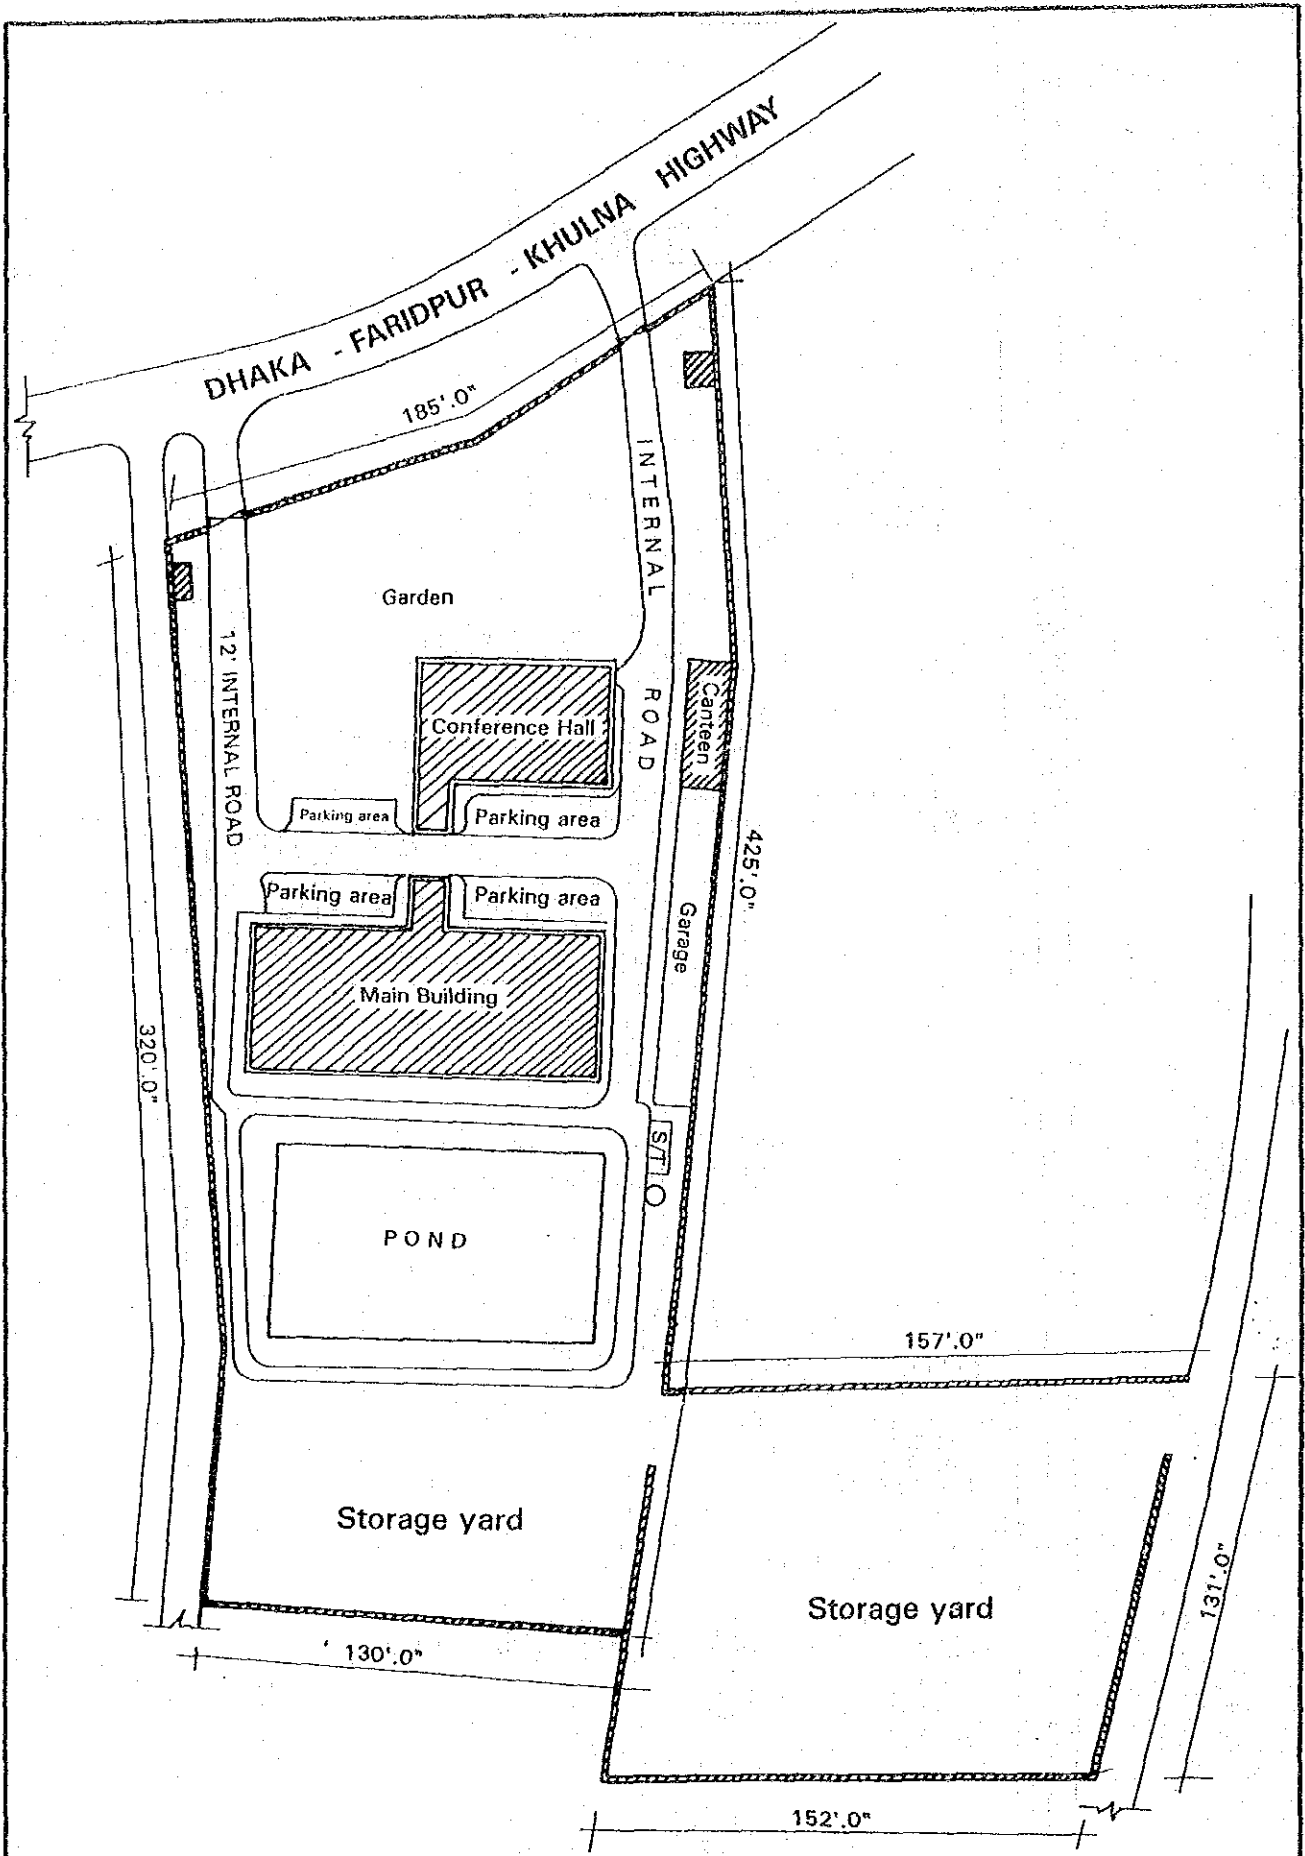 DHAKA - FARIDPUR - KHULNA HIGHWAY
185'.0"
INTERNAL ROAD
Garden
12' INTERNAL ROAD
Conference Hall
Canteen
Parking area
Parking area
425'.0"
Parking area
Parking area
Garage
Main Building
320'.0"
S/T
POND
157'.0"
Storage yard
Storage yard
131'.0"
130'.0"
152'.0"